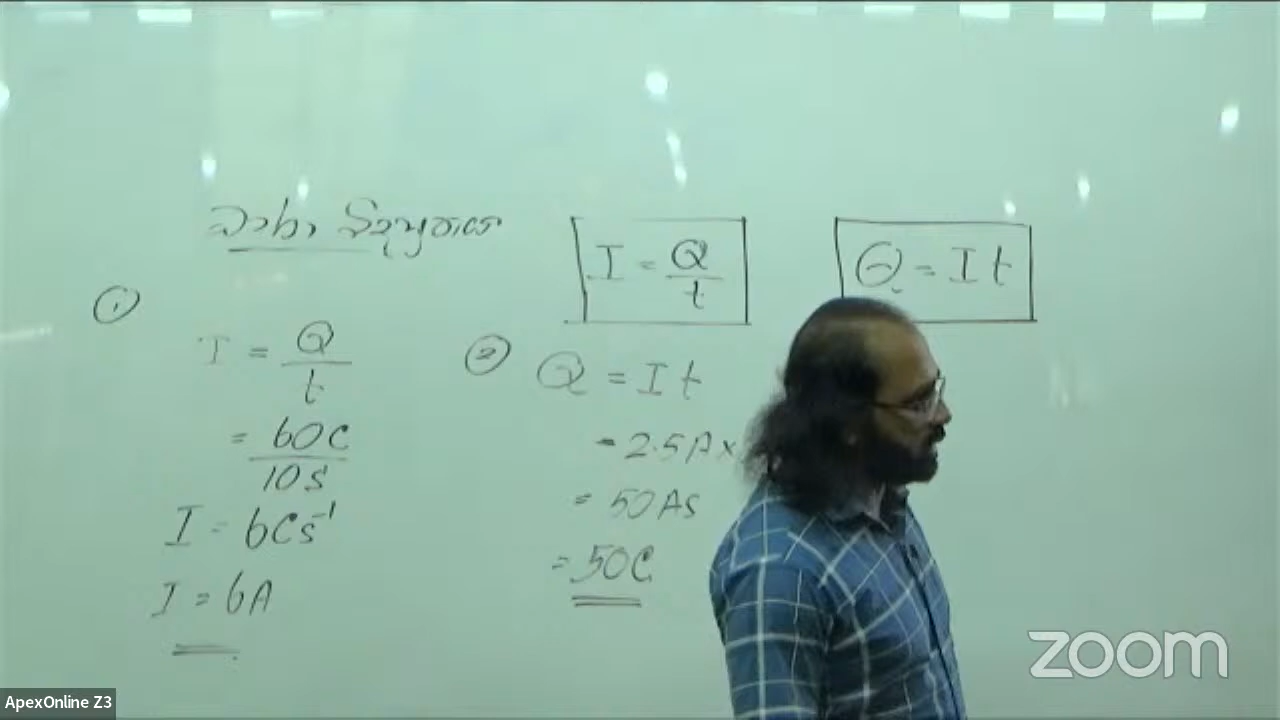 ධාරා විද්‍යුතය
I = Q/t
Q = It
①
I = Q/t
= 60C/10s
I = 6Cs⁻¹
I = 6A
② Q = It
= 2.5A×
= 50As
= 50C
zoom
ApexOnline Z3